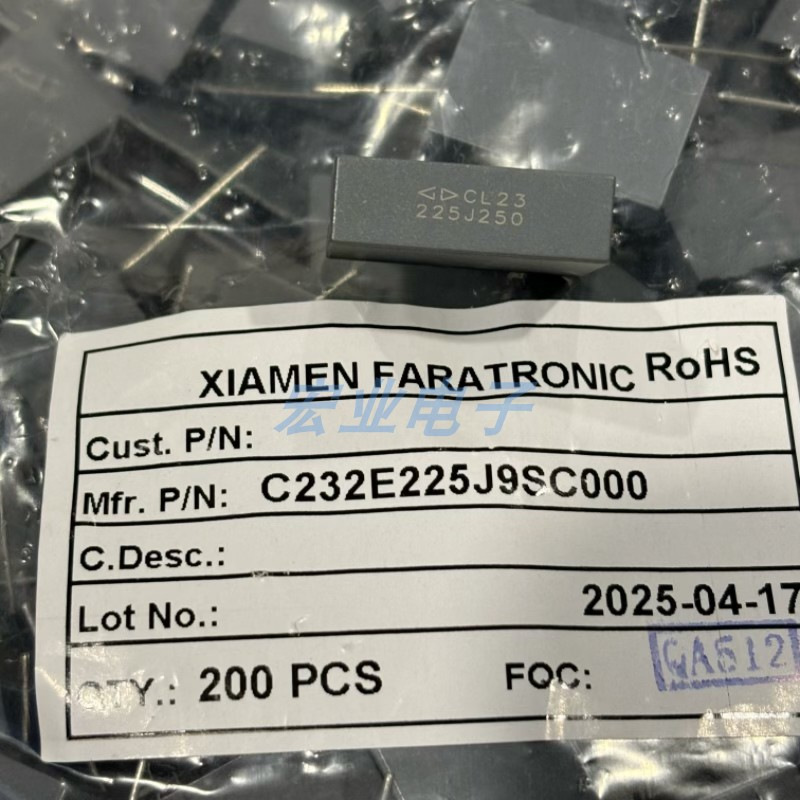 CL23
225J250
XIAMEN FARATRONIC RoHS
宏业电子
Cust. P/N:
Mfr. P/N: C232E225J9SC000
C.Desc.:
Lot No.: 2025-04-17
QTY.: 200 PCS FQC: QA512